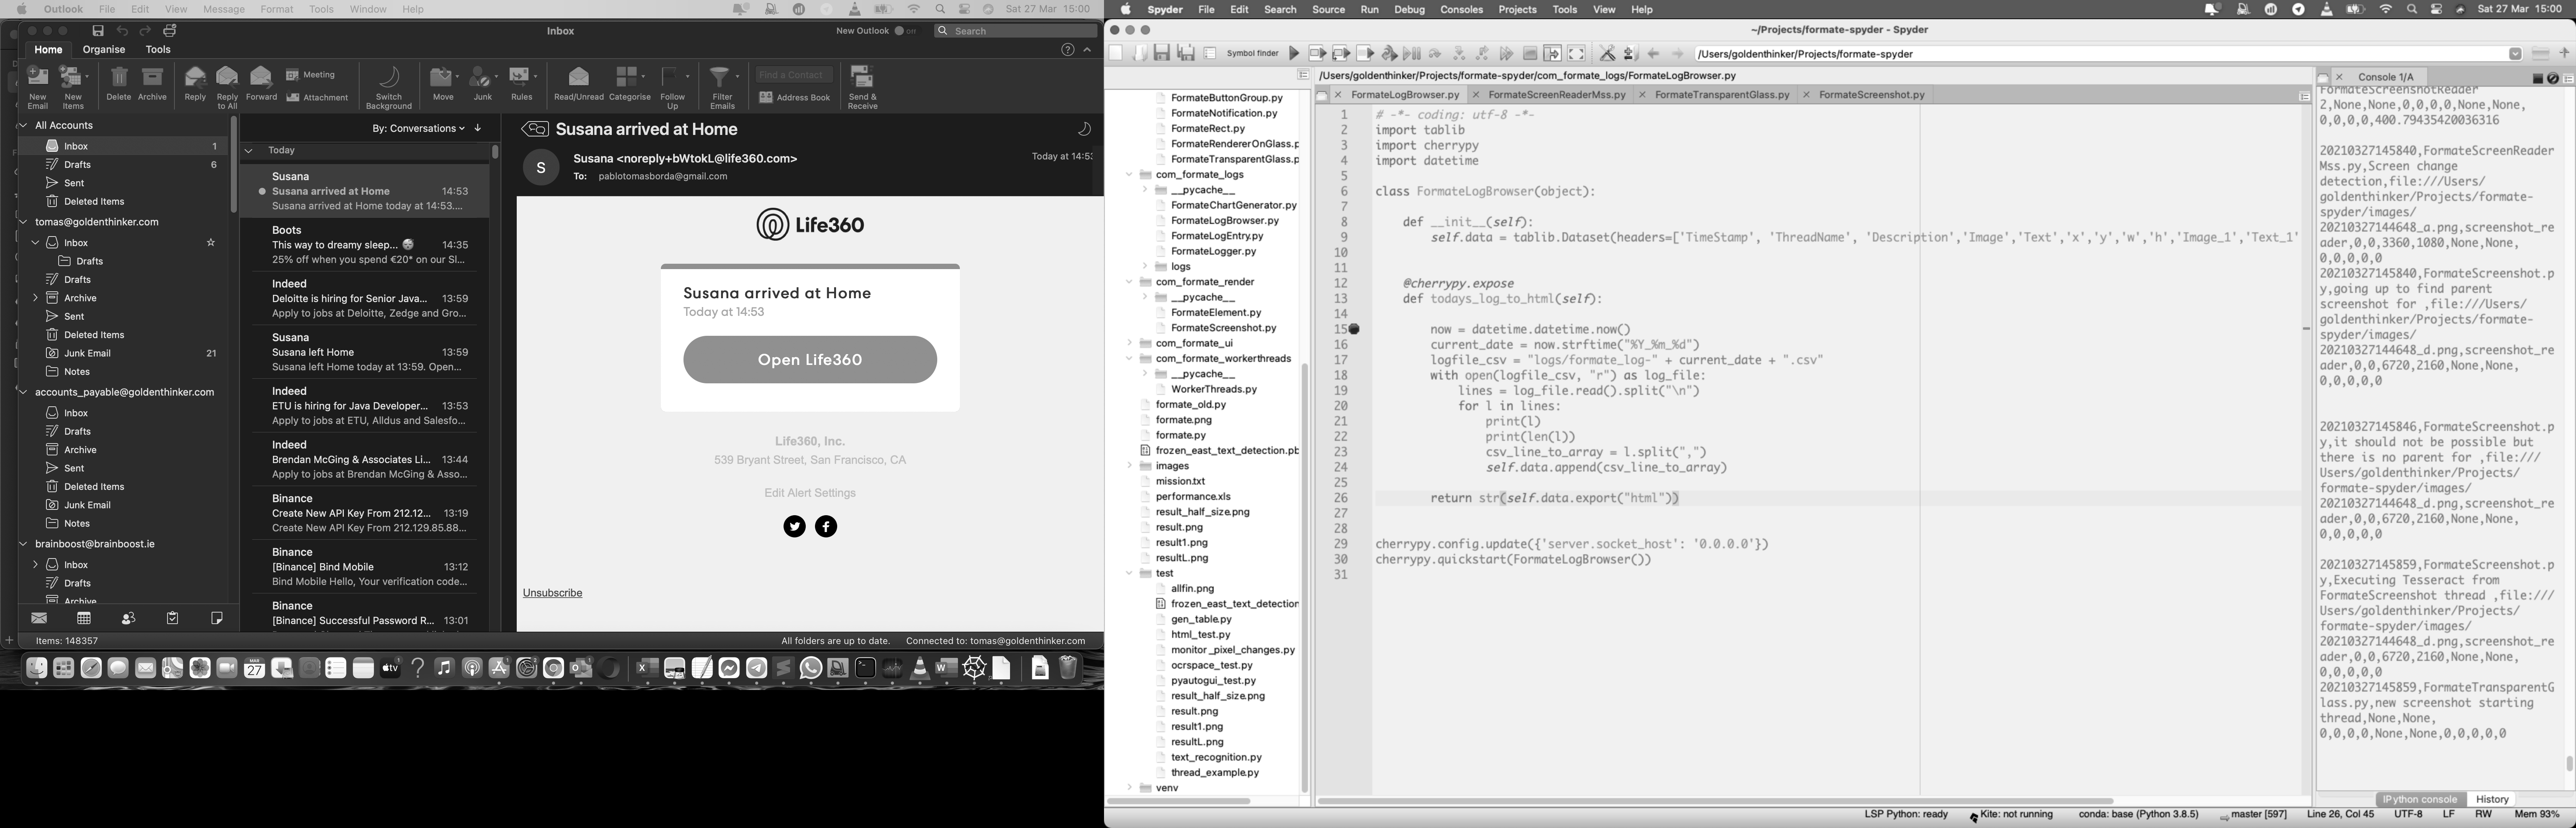 Outlook File Edit View Message Format Tools Window Help Sat 27 Mar 15:00
Inbox
New Outlook
Search
Home Organise Tools
New Email
New Items
Delete
Archive
Reply
Reply to All
Forward
Meeting
Attachment
Switch Background
Move
Junk
Rules
Read/Unread
Categorise
Follow Up
Filter Emails
Find a Contact
Address Book
Send & Receive
All Accounts
Inbox 1
Drafts 6
Sent
Deleted Items
tomas@goldenthinker.com
Inbox
Drafts
Drafts
Archive
Sent
Deleted Items
Junk Email 21
Notes
accounts_payable@goldenthinker.com
Inbox
Drafts
Archive
Sent
Deleted Items
Junk Email
Notes
brainboost@brainboost.ie
Inbox
Drafts
Archive
Items: 148357
By: Conversations
Today
Susana
Susana arrived at Home 14:53
Susana arrived at Home today at 14:53....
Boots
This way to dreamy sleep... 14:35
25% off when you spend €20* on our Sl...
Indeed
Deloitte is hiring for Senior Java... 13:59
Apply to jobs at Deloitte, Zedge and Gro...
Susana
Susana left Home 13:59
Susana left Home today at 13:59. Open...
Indeed
ETU is hiring for Java Developer... 13:53
Apply to jobs at ETU, Alldus and Salesfo...
Indeed
Brendan McGing & Associates Li... 13:44
Apply to jobs at Brendan McGing & Asso...
Binance
Create New API Key From 212.12... 13:19
Create New API Key From 212.129.85.88...
Binance
[Binance] Bind Mobile 13:12
Bind Mobile Hello, Your verification code...
Binance
[Binance] Successful Password R... 13:01
Susana arrived at Home
S
Susana <noreply+bWtokL@life360.com>
To: pablotomasborda@gmail.com
Today at 14:53
Life360
Susana arrived at Home
Today at 14:53
Open Life360
Life360, Inc.
539 Bryant Street, San Francisco, CA
Edit Alert Settings
Unsubscribe
All folders are up to date. Connected to: tomas@goldenthinker.com
Spyder File Edit Search Source Run Debug Consoles Projects Tools View Help Sat 27 Mar 15:00
~/Projects/formate-spyder - Spyder
Symbol finder
/Users/goldenthinker/Projects/formate-spyder
FormateButtonGroup.py
FormateNotification.py
FormateRect.py
FormateRendererOnGlass.p
FormateTransparentGlass.p
com_formate_logs
__pycache__
FormateChartGenerator.py
FormateLogBrowser.py
FormateLogEntry.py
FormateLogger.py
logs
com_formate_render
__pycache__
FormateElement.py
FormateScreenshot.py
com_formate_ui
com_formate_workerthreads
__pycache__
WorkerThreads.py
formate_old.py
formate.png
formate.py
frozen_east_text_detection.pb
images
mission.txt
performance.xls
result_half_size.png
result.png
result1.png
resultL.png
test
allfin.png
frozen_east_text_detection
gen_table.py
html_test.py
monitor_pixel_changes.py
ocrspace_test.py
pyautogui_test.py
result_half_size.png
result.png
result1.png
resultL.png
text_recognition.py
thread_example.py
venv
/Users/goldenthinker/Projects/formate-spyder/com_formate_logs/FormateLogBrowser.py
FormateLogBrowser.py FormateScreenReaderMss.py FormateTransparentGlass.py FormateScreenshot.py
1 # -*- coding: utf-8 -*-
2 import tablib
3 import cherrypy
4 import datetime
5
6 class FormateLogBrowser(object):
7
8 def __init__(self):
9 self.data = tablib.Dataset(headers=['TimeStamp', 'ThreadName', 'Description','Image','Text','x','y','w','h','Image_1','Text_1'
10
11
12 @cherrypy.expose
13 def todays_log_to_html(self):
14
15 now = datetime.datetime.now()
16 current_date = now.strftime("%Y_%m_%d")
17 logfile_csv = "logs/formate_log-" + current_date + ".csv"
18 with open(logfile_csv, "r") as log_file:
19 lines = log_file.read().split("\n")
20 for l in lines:
21 print(l)
22 print(len(l))
23 csv_line_to_array = l.split(",")
24 self.data.append(csv_line_to_array)
25
26 return str(self.data.export("html"))
27
28
29 cherrypy.config.update({'server.socket_host': '0.0.0.0'})
30 cherrypy.quickstart(FormateLogBrowser())
31
Console 1/A
FormateScreenshotReader
2,None,None,0,0,0,0,None,None,
0,0,0,0,400.79435420036316
20210327145840,FormateScreenReader
Mss.py,Screen change
detection,file:///Users/
goldenthinker/Projects/formate-
spyder/images/
20210327144648_a.png,screenshot_re
ader,0,0,3360,1080,None,None,
0,0,0,0,0
20210327145840,FormateScreenshot.p
y,going up to find parent
screenshot for ,file:///Users/
goldenthinker/Projects/formate-
spyder/images/
20210327144648_d.png,screenshot_re
ader,0,0,6720,2160,None,None,
0,0,0,0,0
20210327145846,FormateScreenshot.p
y,it should not be possible but
there is no parent for ,file:///
Users/goldenthinker/Projects/
formate-spyder/images/
20210327144648_d.png,screenshot_re
ader,0,0,6720,2160,None,None,
0,0,0,0,0
20210327145859,FormateScreenshot.p
y,Executing Tesseract from
FormateScreenshot thread ,file:///
Users/goldenthinker/Projects/
formate-spyder/images/
20210327144648_d.png,screenshot_re
ader,0,0,6720,2160,None,None,
0,0,0,0,0
20210327145859,FormateTransparentG
lass.py,new screenshot starting
thread,None,None,
0,0,0,0,None,None,0,0,0,0,0
IPython console History
LSP Python: ready Kite: not running conda: base (Python 3.8.5) master [597] Line 26, Col 45 UTF-8 LF RW Mem 93%